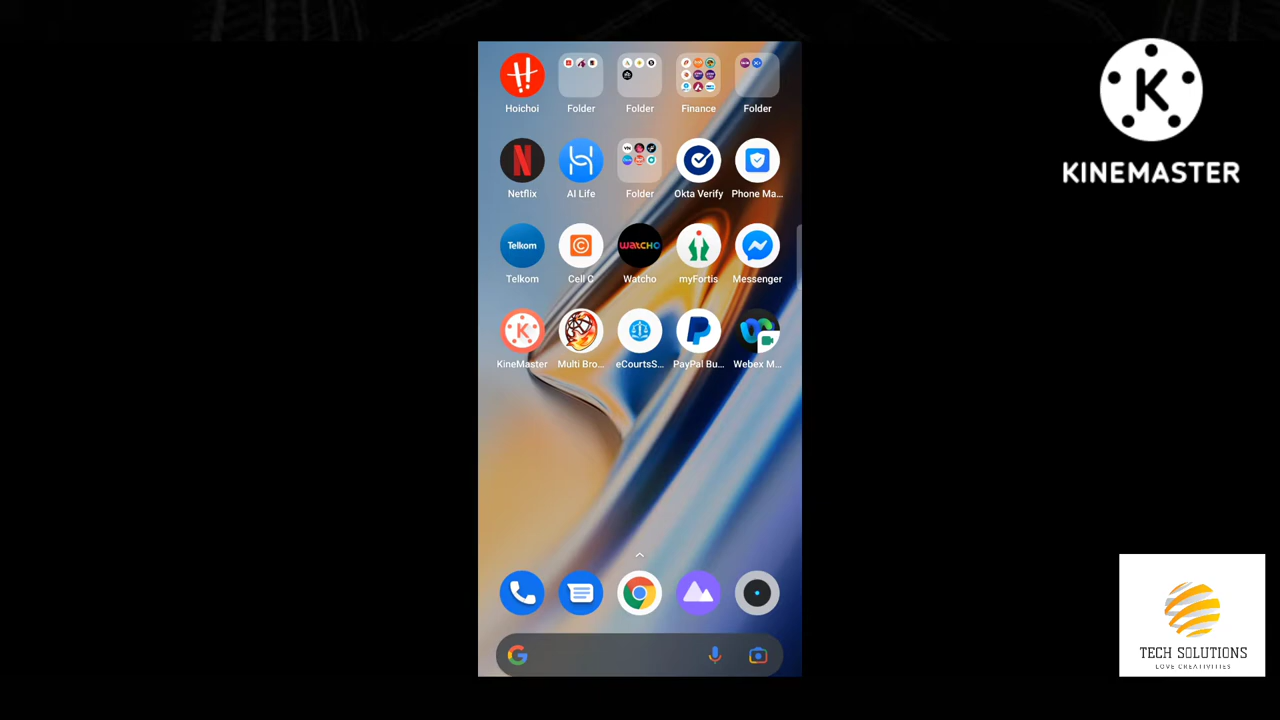 Hoichoi Folder Folder Finance Folder
Netflix AI Life Folder Okta Verify Phone Ma...
Telkom
WATCHO
Telkom Cell C Watcho myFortis Messenger
KineMaster Multi Bro... eCourtsS... PayPal Bu... Webex M...
KINEMASTER
TECH SOLUTIONS
LOVE CREATIVITIES